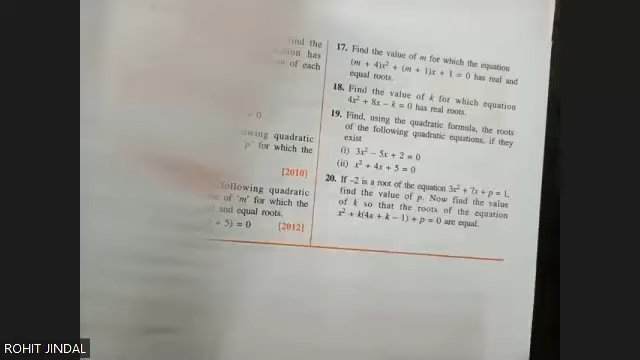 find the
has
of each
= 0
quadratic
'p' for which the
[2010]
following quadratic
of 'm' for which the
and equal roots.
+ 5) = 0 [2012]
17. Find the value of m for which the equation
(m + 4)x² + (m + 1)x + 1 = 0 has real and
equal roots.
18. Find the value of k for which equation
4x² + 8x − k = 0 has real roots.
19. Find, using the quadratic formula, the roots
of the following quadratic equations, if they
exist
(i) 3x² − 5x + 2 = 0
(ii) x² + 4x + 5 = 0
20. If −2 is a root of the equation 3x² + 7x + p = 1,
find the value of p. Now find the value
of k so that the roots of the equation
x² + k(4x + k − 1) + p = 0 are equal.
ROHIT JINDAL